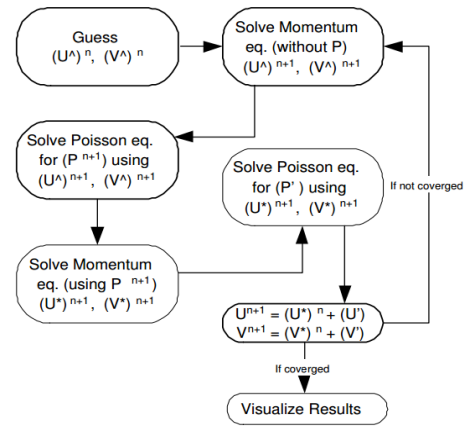 Guess
(U^) n, (V^) n
Solve Momentum
eq. (without P)
(U^) n+1, (V^) n+1
Solve Poisson eq.
for (P n+1) using
(U^) n+1, (V^) n+1
Solve Poisson eq.
for (P' ) using
(U*) n+1, (V*) n+1
If not coverged
Solve Momentum
eq. (using P n+1)
(U*) n+1, (V*) n+1
Un+1 = (U*) n + (U')
Vn+1 = (V*) n + (V')
If coverged
Visualize Results